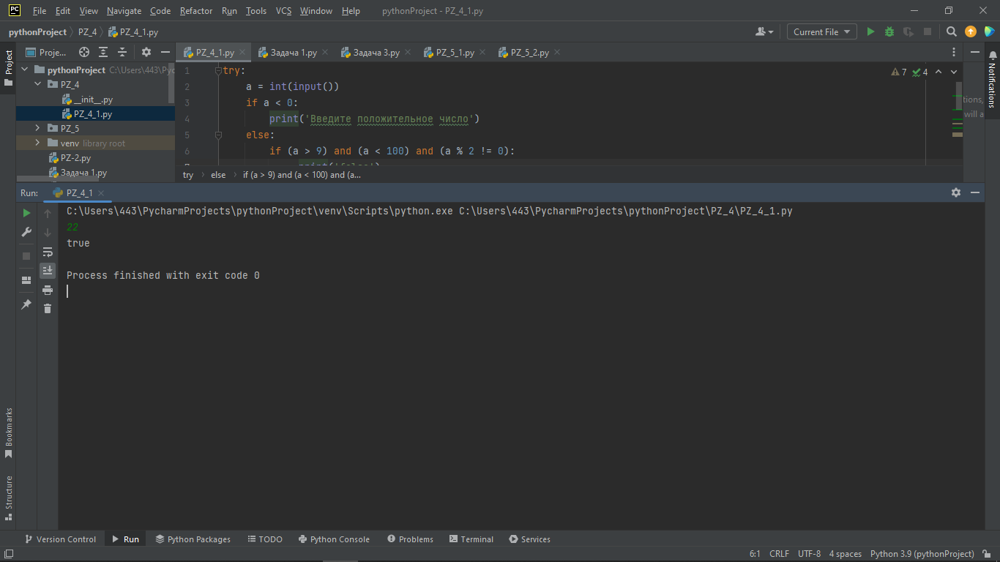 PC File Edit View Navigate Code Refactor Run Tools VCS Window Help pythonProject - PZ_4_1.py
pythonProject PZ_4 PZ_4_1.py Current File
Project Proje... PZ_4_1.py Задача 1.py Задача 3.py PZ_5_1.py PZ_5_2.py Notifications
pythonProject C:\Users\443\Pyc
PZ_4
__init__.py
PZ_4_1.py
PZ_5
venv library root
PZ-2.py
Задача 1.py
1 try:
2 a = int(input())
3 if a < 0:
4 print('Введите положительное число')
5 else:
6 if (a > 9) and (a < 100) and (a % 2 != 0):
7 print('false')
7 4
tions,
will a
try else if (a > 9) and (a < 100) and (a...
Run: PZ_4_1
C:\Users\443\PycharmProjects\pythonProject\venv\Scripts\python.exe C:\Users\443\PycharmProjects\pythonProject\PZ_4\PZ_4_1.py
22
true
Process finished with exit code 0
Bookmarks
Structure
Version Control Run Python Packages TODO Python Console Problems Terminal Services
6:1 CRLF UTF-8 4 spaces Python 3.9 (pythonProject)